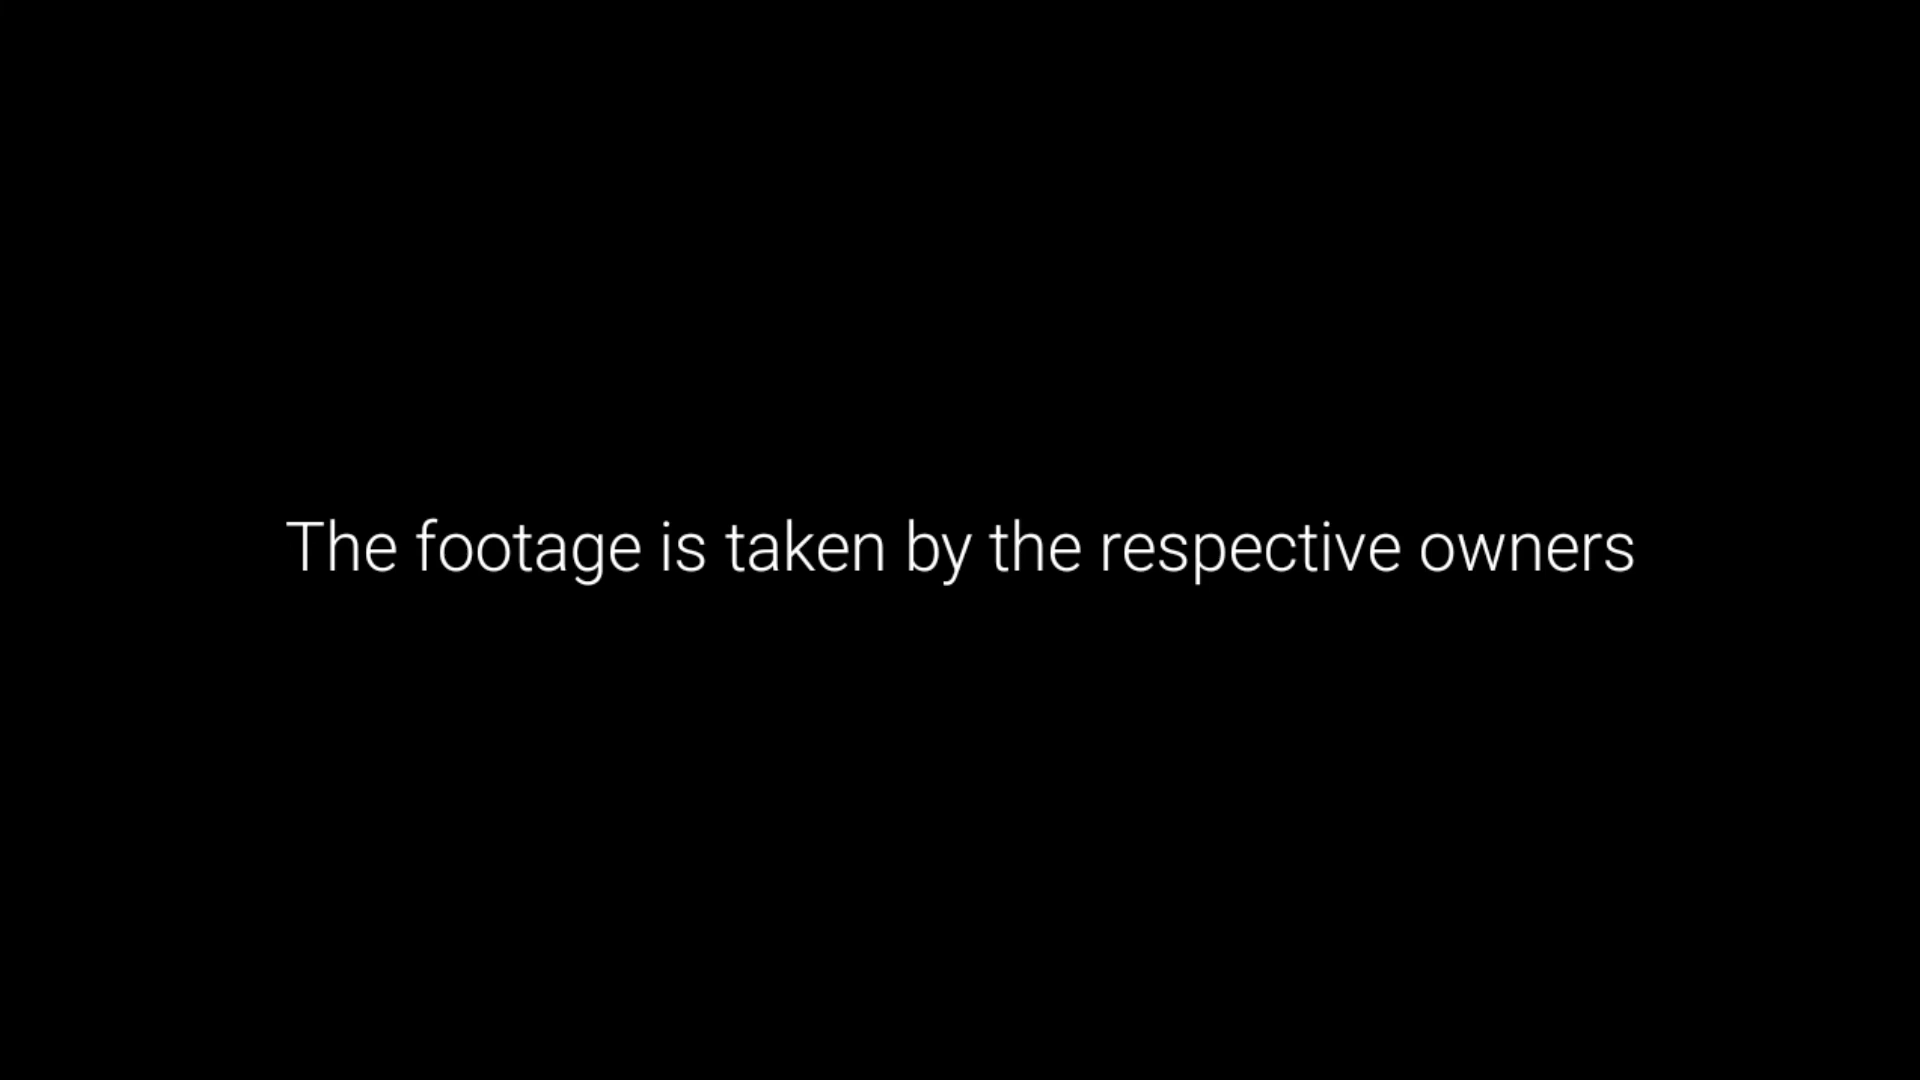 The footage is taken by the respective owners